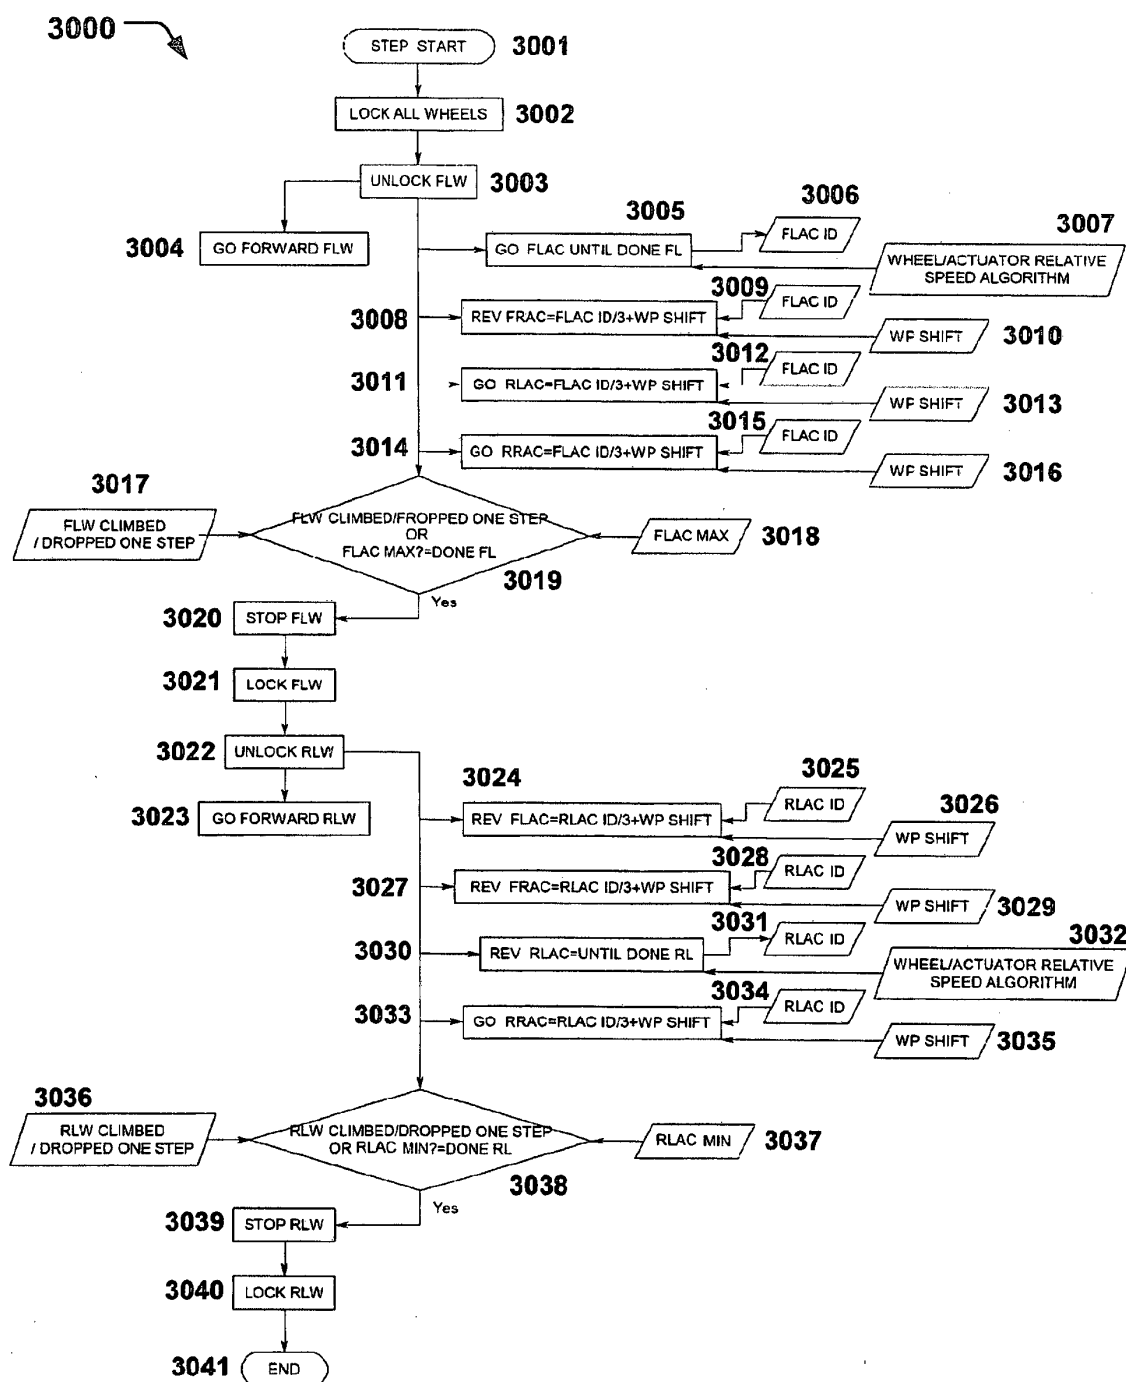 3000
STEP START 3001
LOCK ALL WHEELS 3002
UNLOCK FLW 3003
3004 GO FORWARD FLW
3005
GO FLAC UNTIL DONE FL
3006
FLAC ID
3007
WHEEL/ACTUATOR RELATIVE
SPEED ALGORITHM
3008 REV FRAC=FLAC ID/3+WP SHIFT
3009 FLAC ID
WP SHIFT 3010
3011 GO RLAC=FLAC ID/3+WP SHIFT
3012 FLAC ID
WP SHIFT 3013
3014 GO RRAC=FLAC ID/3+WP SHIFT
3015 FLAC ID
WP SHIFT 3016
3017
FLW CLIMBED
/ DROPPED ONE STEP
FLW CLIMBED/FROPPED ONE STEP
OR
FLAC MAX?=DONE FL
FLAC MAX 3018
3019
Yes
3020 STOP FLW
3021 LOCK FLW
3022 UNLOCK RLW
3023 GO FORWARD RLW
3024
REV FLAC=RLAC ID/3+WP SHIFT
3025
RLAC ID
3026
WP SHIFT
3027 REV FRAC=RLAC ID/3+WP SHIFT
3028 RLAC ID
WP SHIFT 3029
3030 REV RLAC=UNTIL DONE RL
3031 RLAC ID
3032
WHEEL/ACTUATOR RELATIVE
SPEED ALGORITHM
3033 GO RRAC=RLAC ID/3+WP SHIFT
3034 RLAC ID
WP SHIFT 3035
3036
RLW CLIMBED
/ DROPPED ONE STEP
RLW CLIMBED/DROPPED ONE STEP
OR RLAC MIN?=DONE RL
RLAC MIN 3037
3038
Yes
3039 STOP RLW
3040 LOCK RLW
3041 END